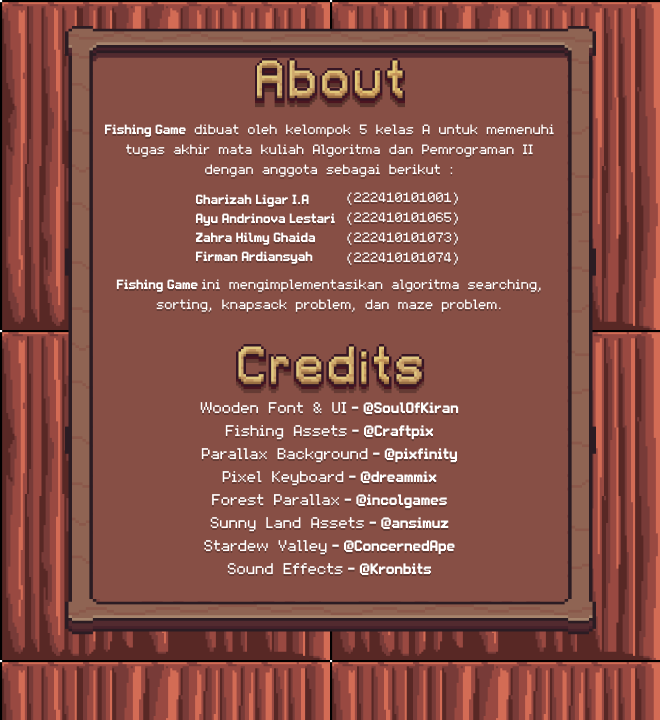 About
Fishing Game dibuat oleh kelompok 5 kelas A untuk memenuhi
tugas akhir mata kuliah Algoritma dan Pemrograman II
dengan anggota sebagai berikut :
Gharizah Ligar I.A (222410101001)
Ayu Andrinova Lestari (222410101065)
Zahra Hilmy Ghaida (222410101073)
Firman Ardiansyah (222410101074)
Fishing Game ini mengimplementasikan algoritma searching,
sorting, knapsack problem, dan maze problem.
Credits
Wooden Font & UI - @SoulOfKiran
Fishing Assets - @Craftpix
Parallax Background - @pixfinity
Pixel Keyboard - @dreammix
Forest Parallax - @incolgames
Sunny Land Assets - @ansimuz
Stardew Valley - @ConcernedApe
Sound Effects - @Kronbits